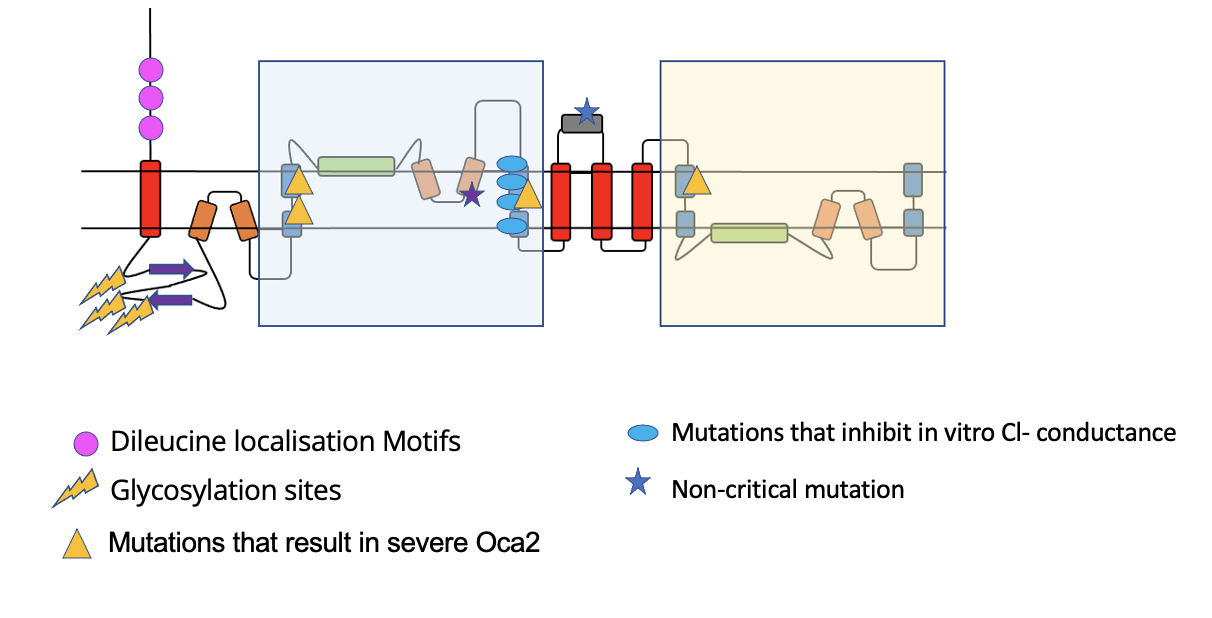 Dileucine localisation Motifs
Glycosylation sites
Mutations that result in severe Oca2
Mutations that inhibit in vitro Cl- conductance
Non-critical mutation